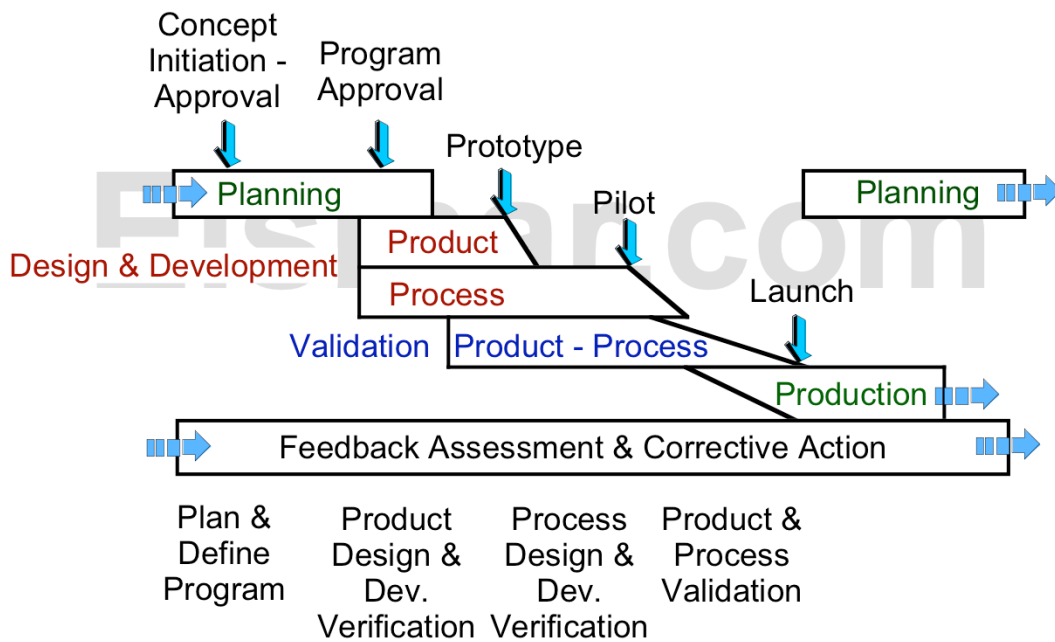 Concept
Initiation -
Approval
Program
Approval
Prototype
Pilot
Launch
Planning
Planning
Product
Design & Development
Process
Validation
Product - Process
Production
Feedback Assessment & Corrective Action
Plan &
Define
Program
Product
Design &
Dev.
Verification
Process
Design &
Dev.
Verification
Product &
Process
Validation